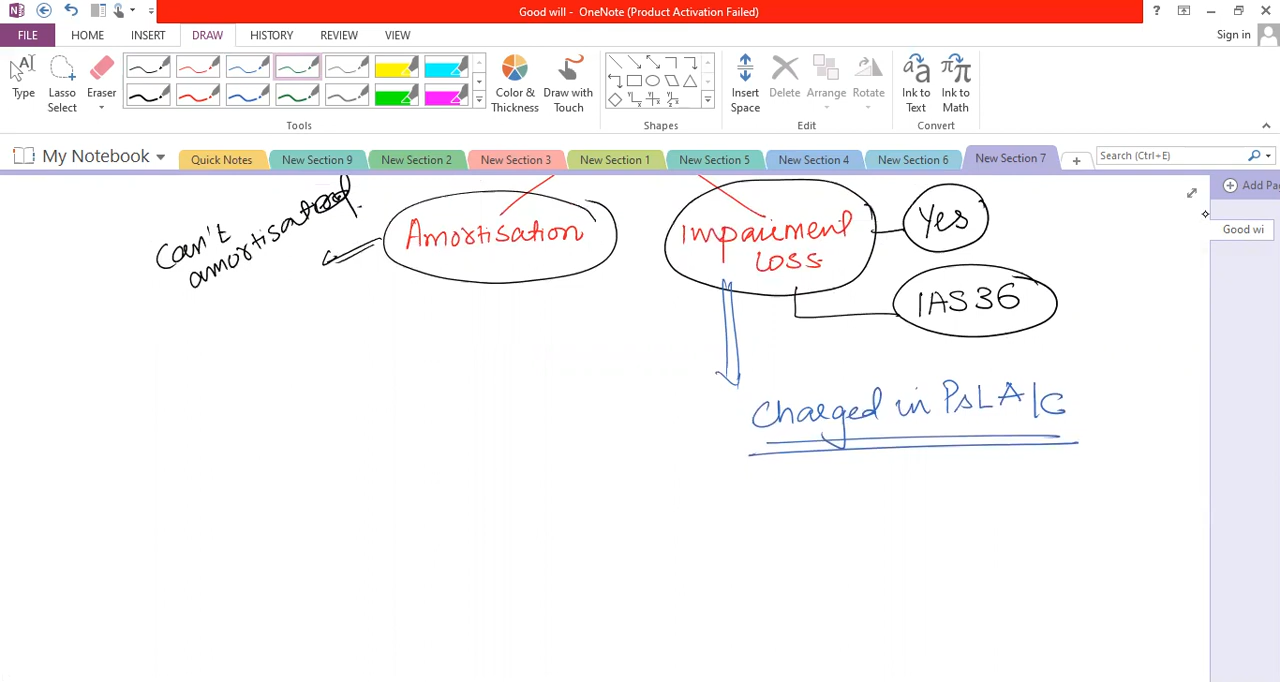 Good will - OneNote (Product Activation Failed)
?
FILE HOME INSERT DRAW HISTORY REVIEW VIEW
Sign in
Type
Lasso Select
Eraser
Color & Thickness
Draw with Touch
Insert Space
Delete
Arrange
Rotate
Ink to Text
Ink to Math
Tools
Shapes
Edit
Convert
My Notebook
Quick Notes
New Section 9
New Section 2
New Section 3
New Section 1
New Section 5
New Section 4
New Section 6
New Section 7
Search (Ctrl+E)
Add Pa
Good wi
Can't
amortisated.
Amortisation
Impairment
Loss
Yes
IAS36
Charged in PsL A/C